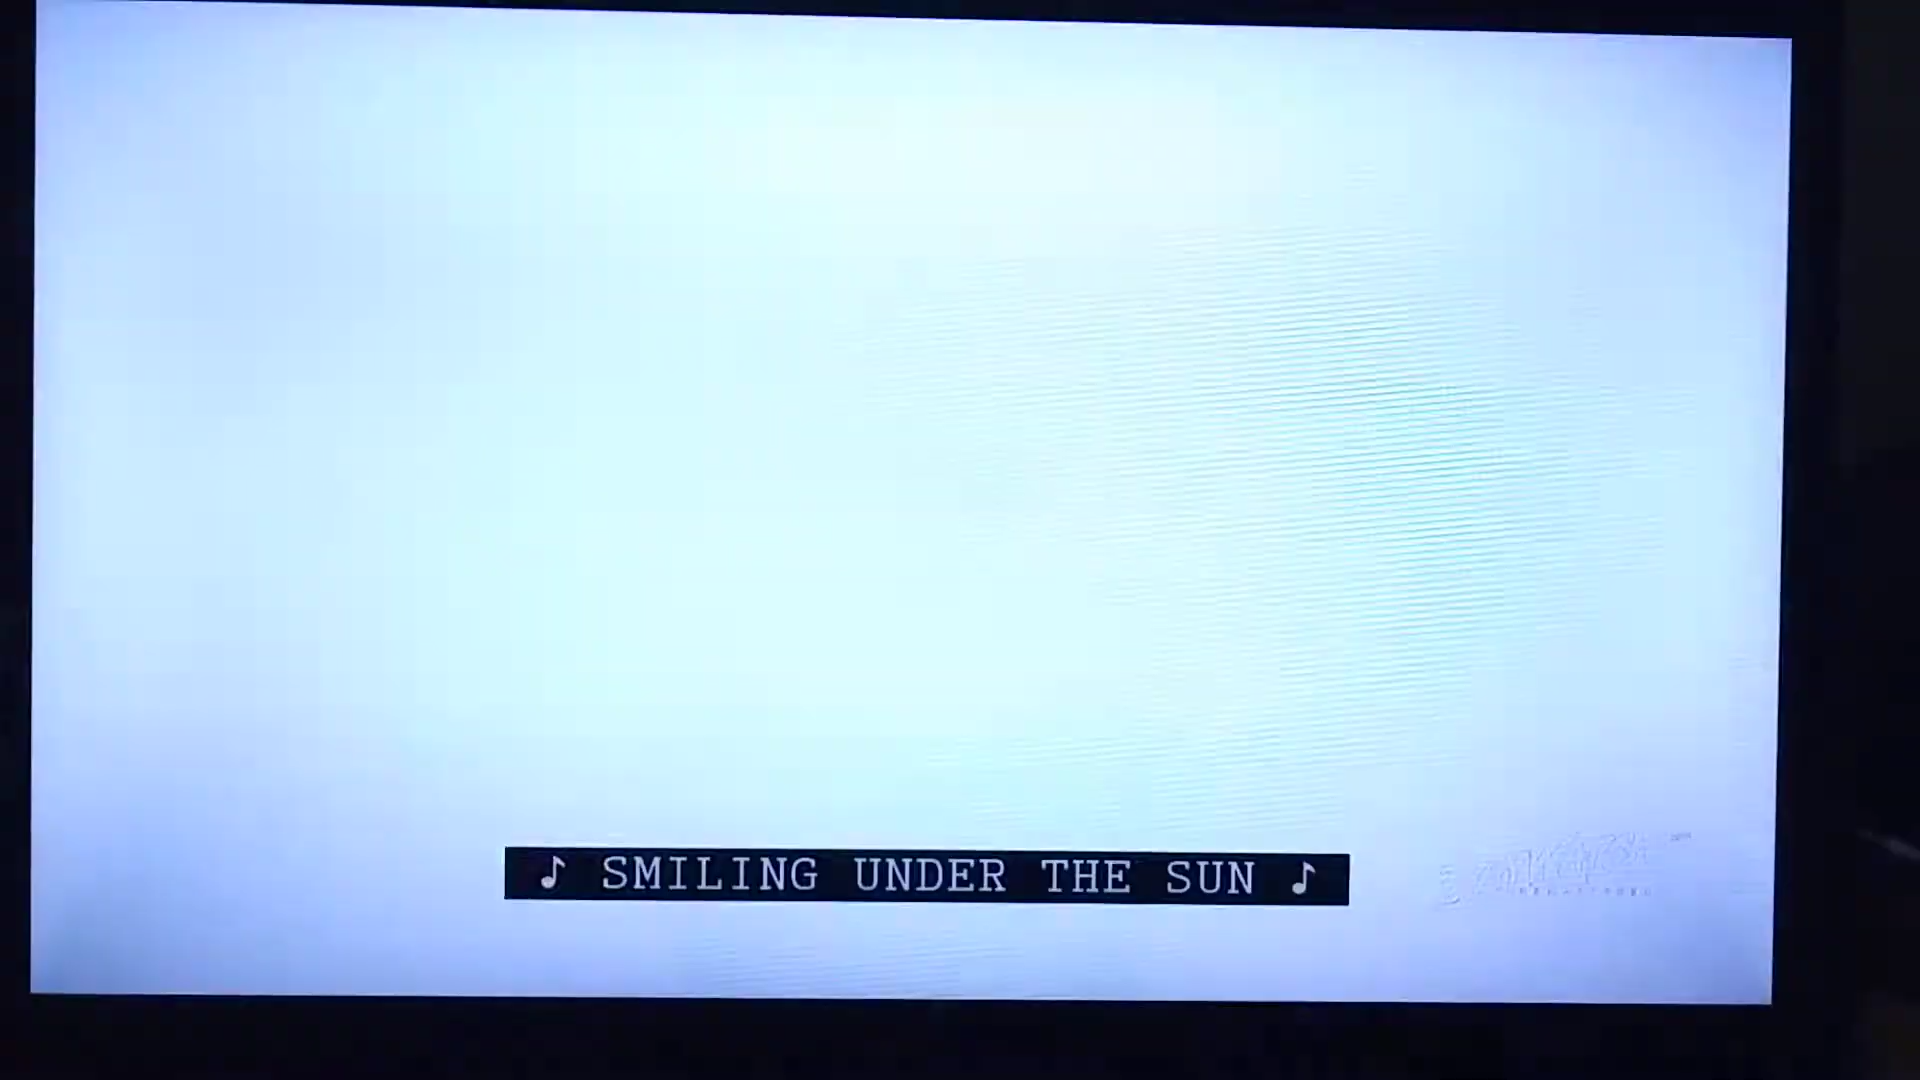 ♪ SMILING UNDER THE SUN ♪